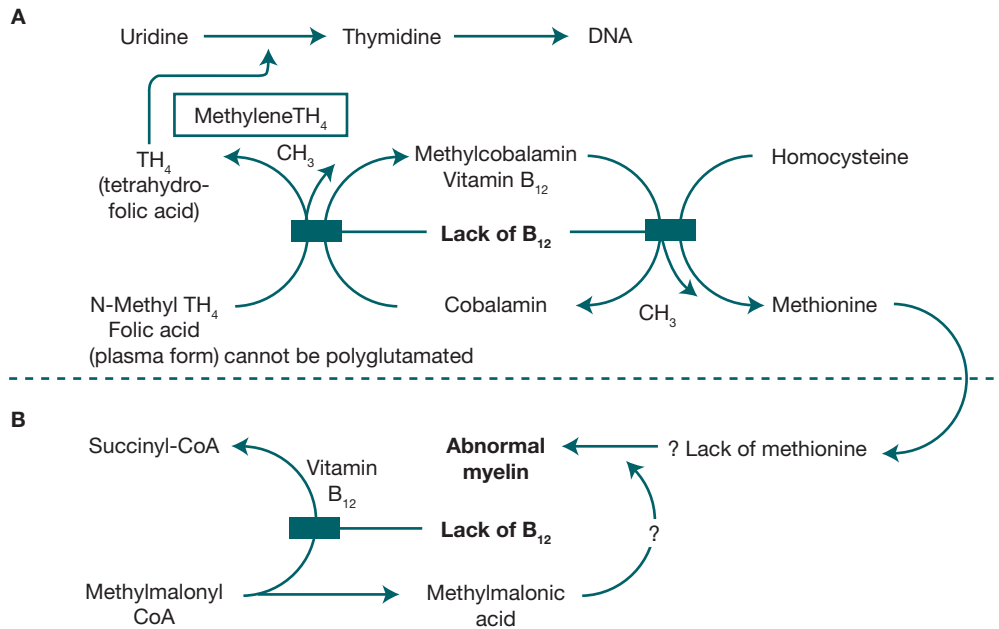 A
Uridine
Thymidine
DNA
MethyleneTH₄
TH₄
(tetrahydro-
folic acid)
CH₃
Methylcobalamin
Vitamin B₁₂
Homocysteine
Lack of B₁₂
N-Methyl TH₄
Folic acid
(plasma form) cannot be polyglutamated
Cobalamin
CH₃
Methionine
B
Succinyl-CoA
Vitamin
B₁₂
Abnormal
myelin
? Lack of methionine
Lack of B₁₂
?
Methylmalonyl
CoA
Methylmalonic
acid